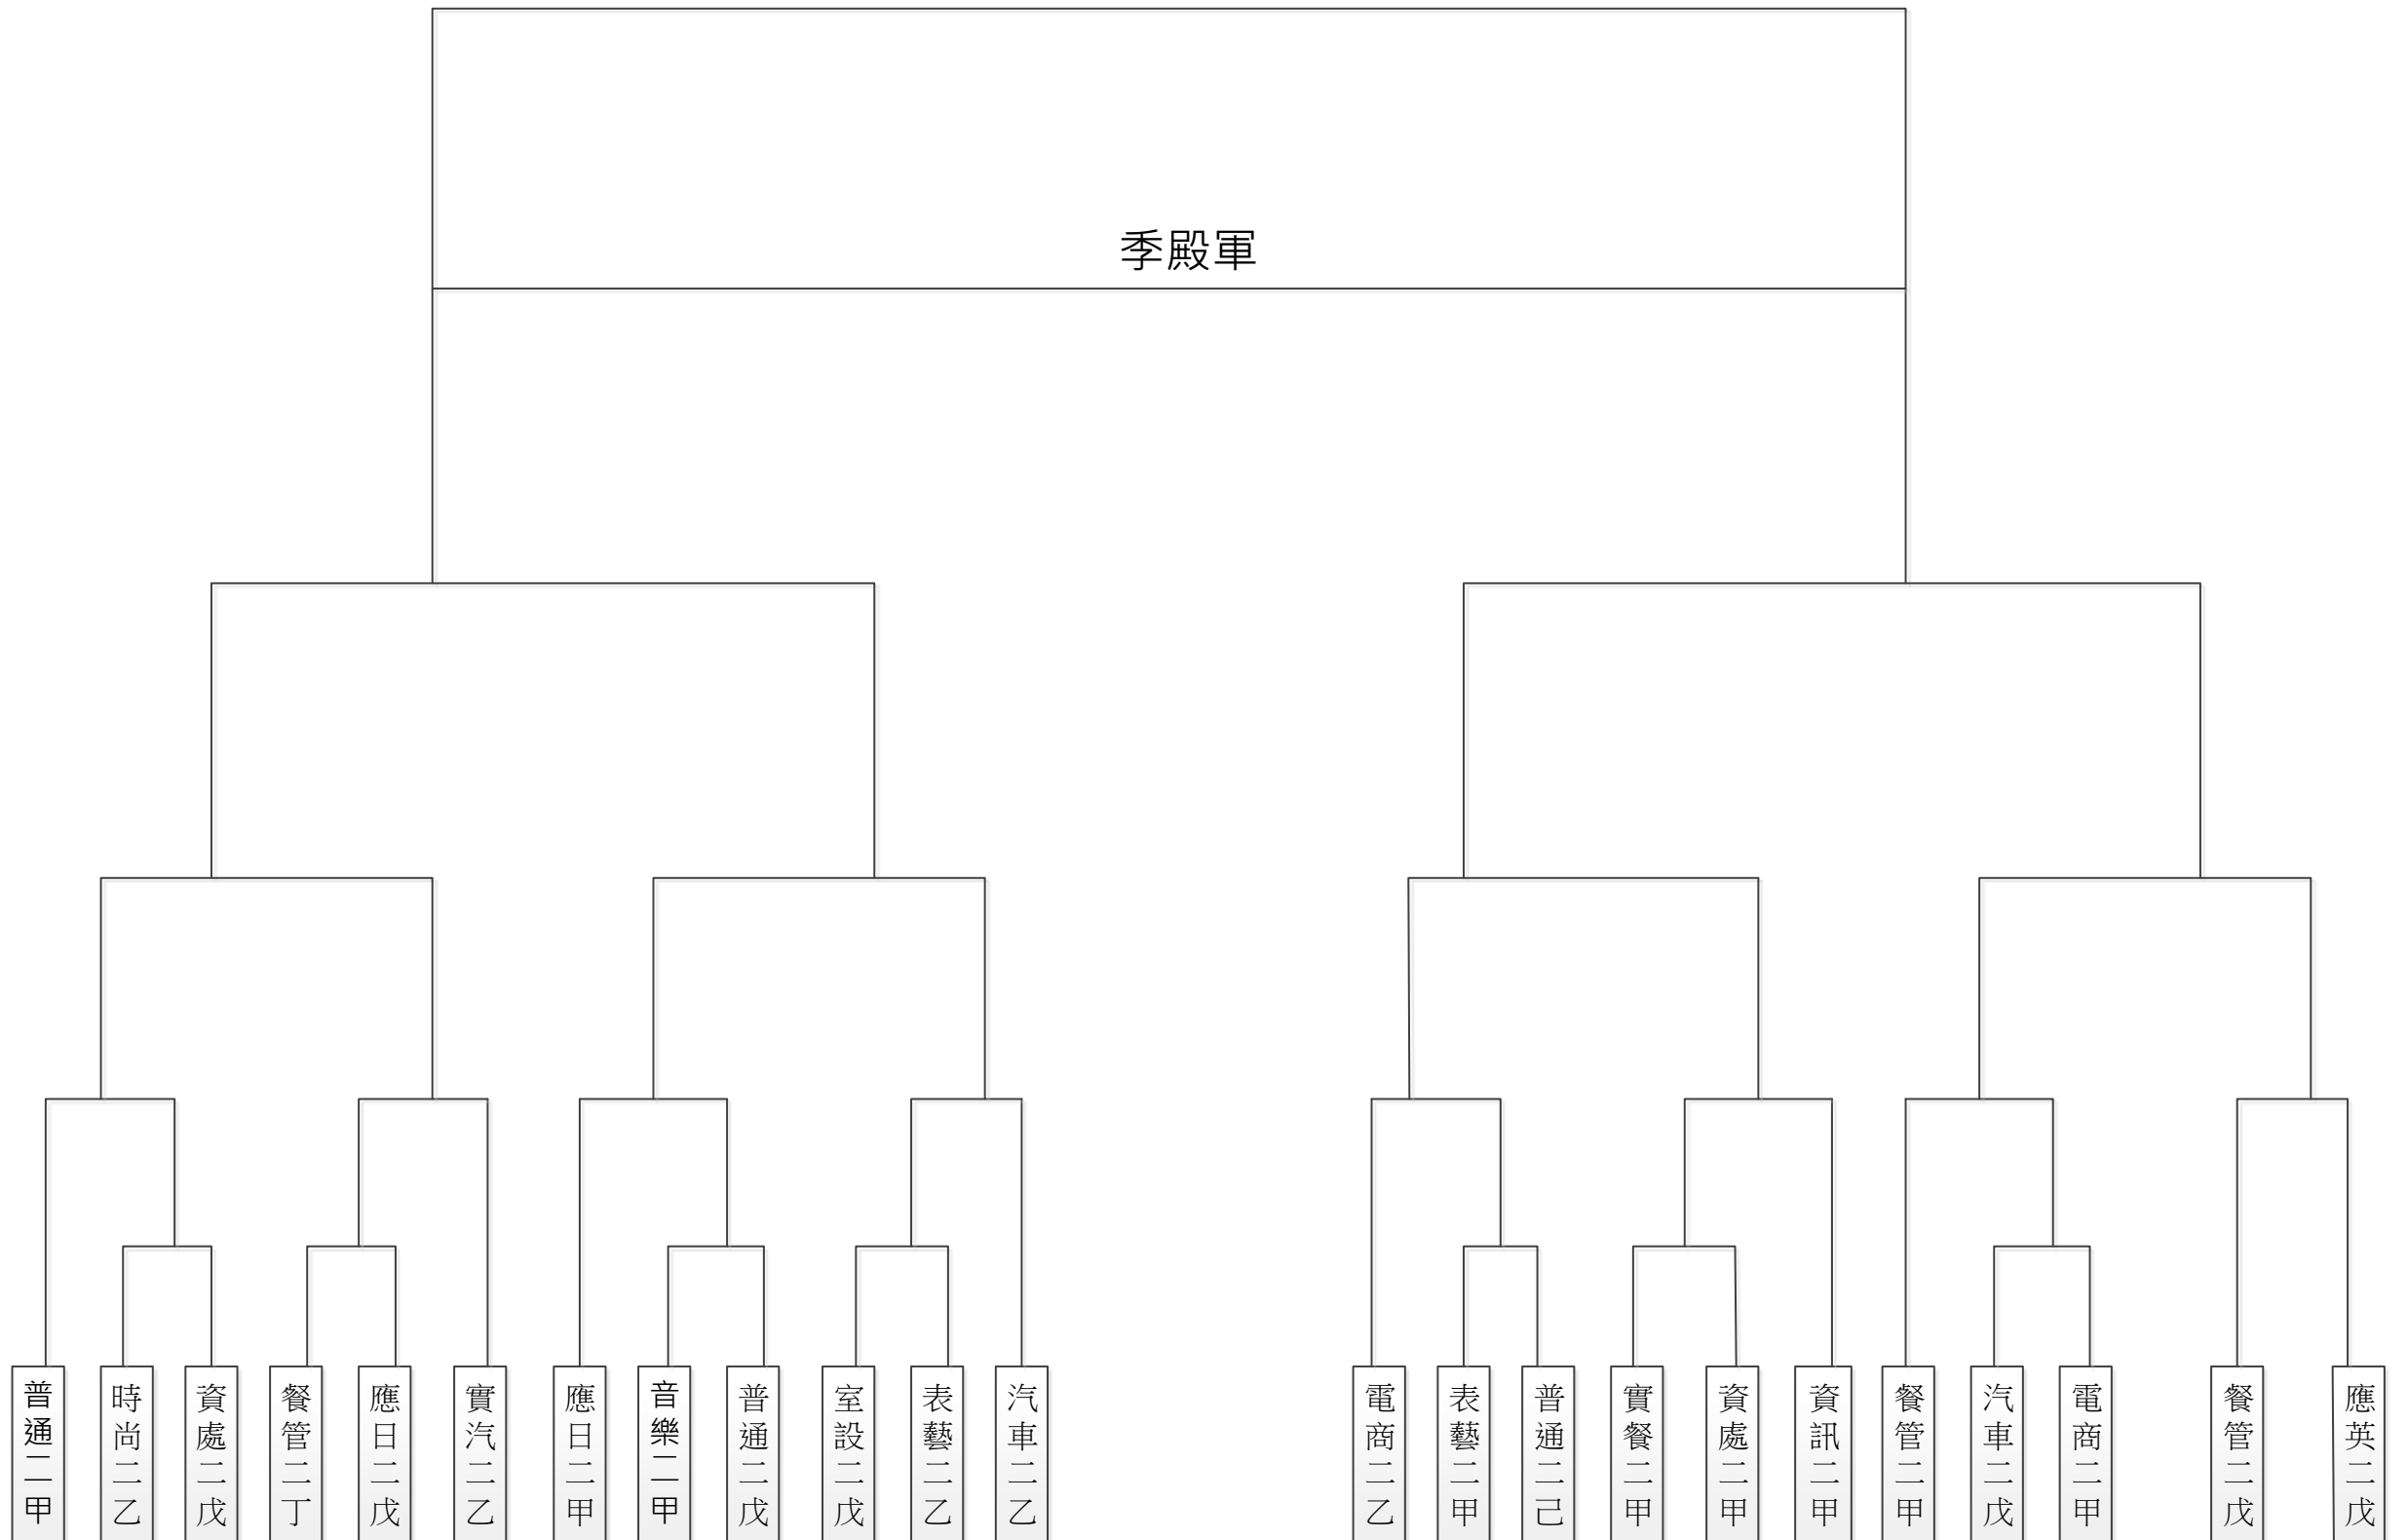 季殿軍
普通二甲
時尚二乙
資處二戊
餐管二丁
應日二戊
實汽二乙
應日二甲
音樂二甲
普通二戊
室設二戊
表藝二乙
汽車二乙
電商二乙
表藝二甲
普通二己
實餐二甲
資處二甲
資訊二甲
餐管二甲
汽車二戊
電商二甲
餐管二戊
應英二戊